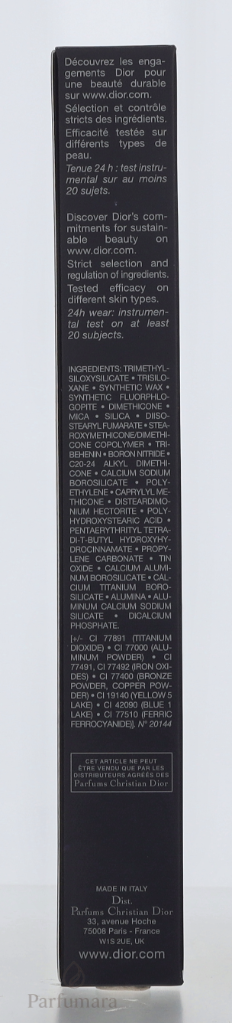 Découvrez les enga-
gements Dior pour
une beauté durable
sur www.dior.com.
Sélection et contrôle
stricts des ingrédients.
Efficacité testée sur
différents types de
peau.
Tenue 24 h : test instru-
mental sur au moins
20 sujets.
Discover Dior's com-
mitments for sustain-
able beauty on
www.dior.com.
Strict selection and
regulation of ingredients.
Tested efficacy on
different skin types.
24h wear: instrumen-
tal test on at least
20 subjects.
INGREDIENTS: TRIMETHYL-
SILOXYSILICATE • TRISILO-
XANE • SYNTHETIC WAX •
SYNTHETIC FLUORPHLO-
GOPITE • DIMETHICONE •
MICA • SILICA • DIISO-
STEARYL FUMARATE • STEA-
ROXYMETHICONE/DIMETHI-
CONE COPOLYMER • TRI-
BEHENIN • BORON NITRIDE •
C20-24 ALKYL DIMETHI-
CONE • CALCIUM SODIUM
BOROSILICATE • POLY-
ETHYLENE • CAPRYLYL ME-
THICONE • DISTEARDIMO-
NIUM HECTORITE • POLY-
HYDROXYSTEARIC ACID •
PENTAERYTHRITYL TETRA-
DI-T-BUTYL HYDROXYHY-
DROCINNAMATE • PROPY-
LENE CARBONATE • TIN
OXIDE • CALCIUM ALUMI-
NUM BOROSILICATE • CAL-
CIUM TITANIUM BORO-
SILICATE • ALUMINA • ALU-
MINUM CALCIUM SODIUM
SILICATE • DICALCIUM
PHOSPHATE.
[+/- CI 77891 (TITANIUM
DIOXIDE) • CI 77000 (ALU-
MINUM POWDER) • CI
77491, CI 77492 (IRON OXI-
DES) • CI 77400 (BRONZE
POWDER, COPPER POW-
DER) • CI 19140 (YELLOW 5
LAKE) • CI 42090 (BLUE 1
LAKE) • CI 77510 (FERRIC
FERROCYANIDE)]. N° 20144
CET ARTICLE NE PEUT
ÊTRE VENDU QUE PAR LES
DISTRIBUTEURS AGRÉÉS DES
Parfums Christian Dior
MADE IN ITALY
Dist.
Parfums Christian Dior
33, avenue Hoche
75008 Paris - France
W1S 2UE, UK
www.dior.com
Parfumara